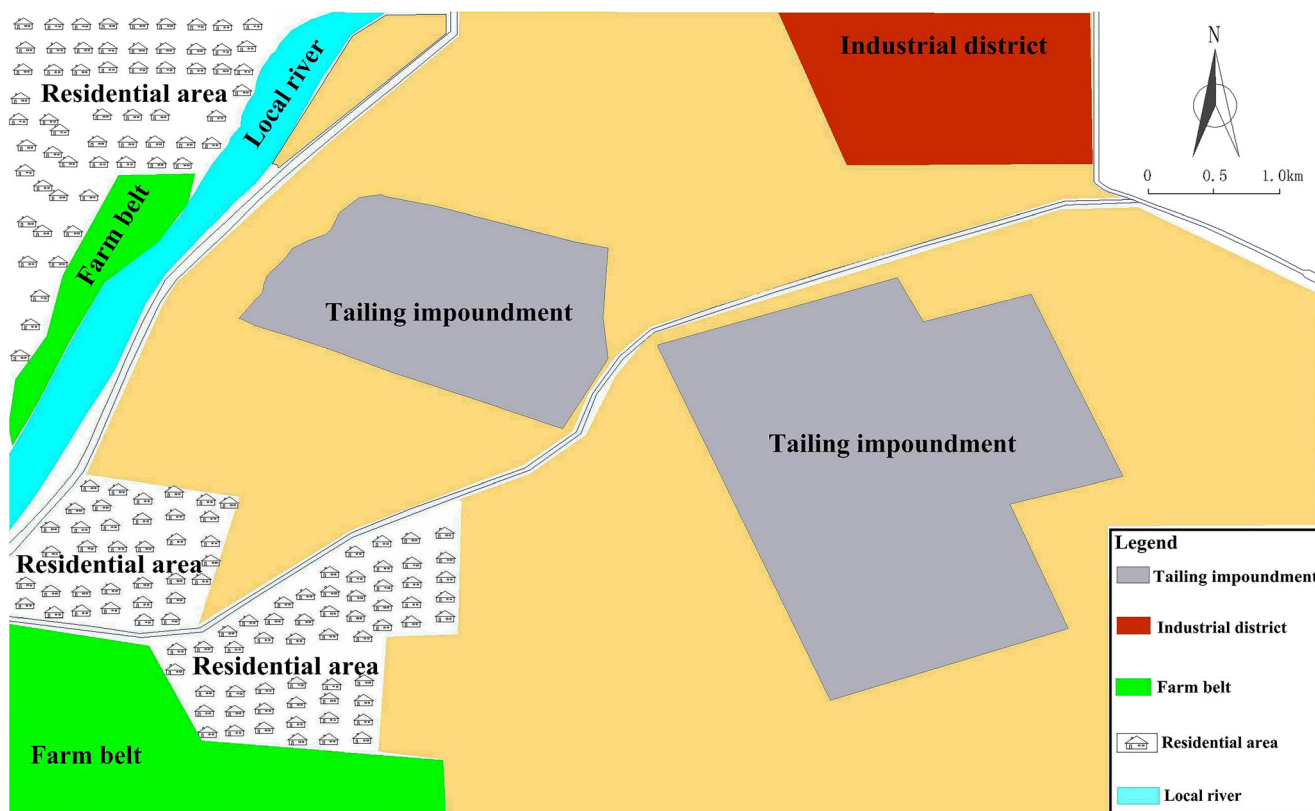 Industrial district
N
0 0.5 1.0km
Residential area
Local river
Farm belt
Tailing impoundment
Tailing impoundment
Residential area
Residential area
Farm belt
Legend
Tailing impoundment
Industrial district
Farm belt
Residential area
Local river